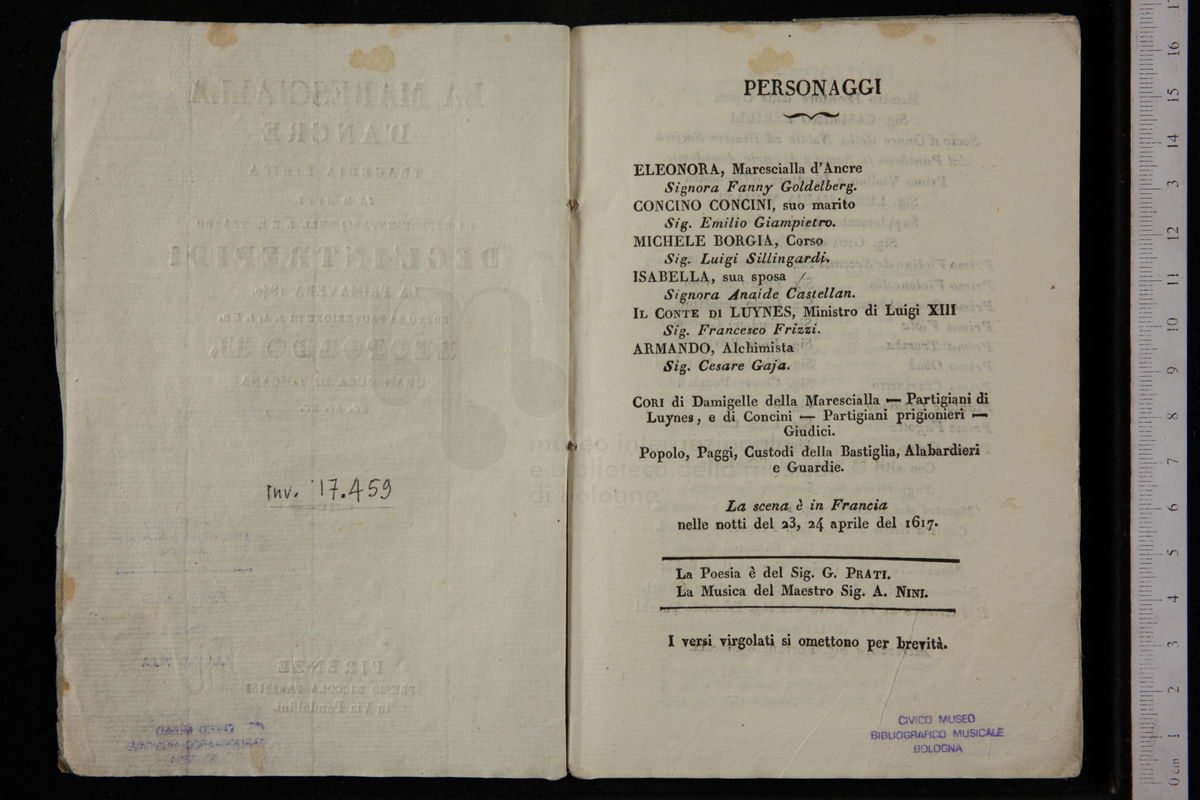 inv. 17.459
PERSONAGGI
ELEONORA, Marescialla d'Ancre
Signora Fanny Goldelberg.
CONCINO CONCINI, suo marito
Sig. Emilio Giampietro.
MICHELE BORGIA, Corso
Sig. Luigi Sillingardi.
ISABELLA, sua sposa
Signora Anaide Castellan.
IL CONTE DI LUYNES, Ministro di Luigi XIII
Sig. Francesco Frizzi.
ARMANDO, Alchimista
Sig. Cesare Gaja.
CORI di Damigelle della Marescialla — Partigiani di
Luynes, e di Concini — Partigiani prigionieri —
Giudici.
Popolo, Paggi, Custodi della Bastiglia, Alabardieri
e Guardie.
La scena è in Francia
nelle notti del 23, 24 aprile del 1617.
La Poesia è del Sig. G. PRATI.
La Musica del Maestro Sig. A. NINI.
I versi virgolati si omettono per brevità.
CIVICO MUSEO
BIBLIOGRAFICO MUSICALE
BOLOGNA